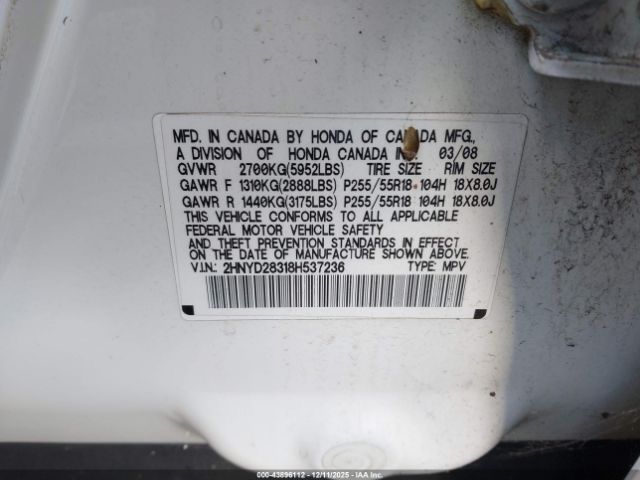 MFD. IN CANADA BY HONDA OF CANADA MFG.,
A DIVISION OF HONDA CANADA INC. 03/08
GVWR 2700KG(5952LBS) TIRE SIZE RIM SIZE
GAWR F 1310KG(2888LBS) P255/55R18 104H 18X8.0J
GAWR R 1440KG(3175LBS) P255/55R18 104H 18X8.0J
THIS VEHICLE CONFORMS TO ALL APPLICABLE
FEDERAL MOTOR VEHICLE SAFETY
AND THEFT PREVENTION STANDARDS IN EFFECT
ON THE DATE OF MANUFACTURE SHOWN ABOVE.
V.I.N.: 2HNYD28318H537236 TYPE: MPV
000-43896112 - 12/11/2025 - IAAI COPYRIGHT